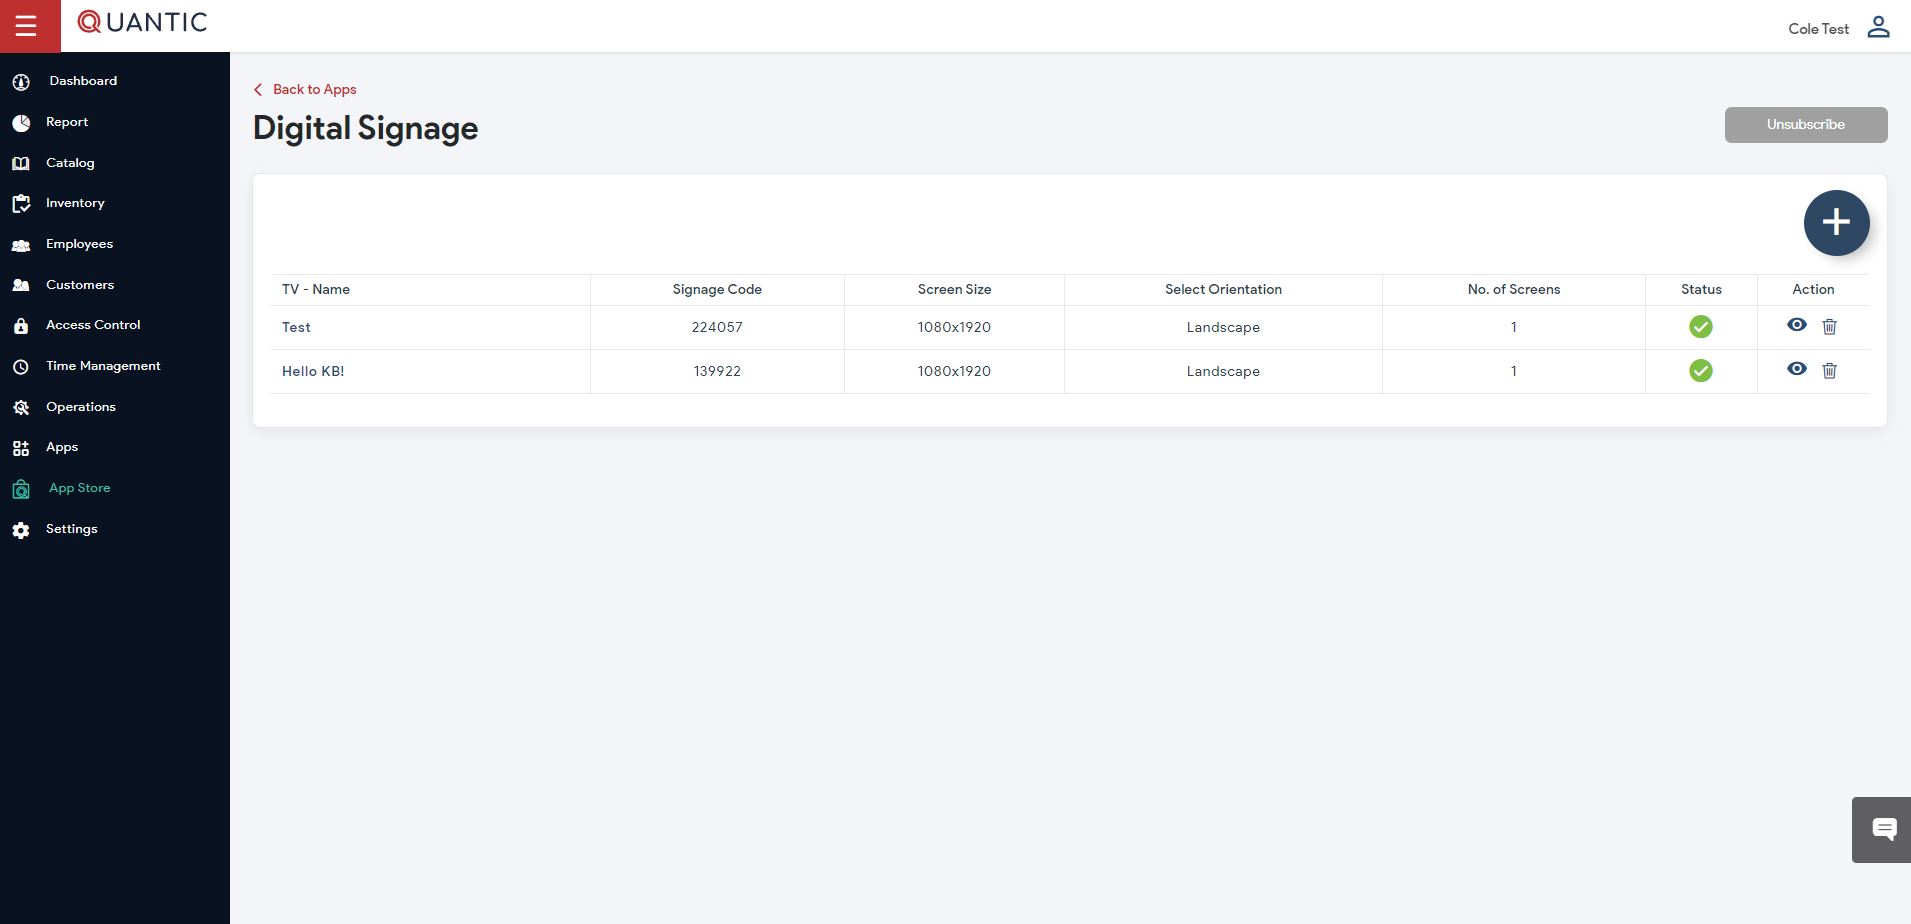 QUANTIC
Cole Test
Dashboard
Report
Catalog
Inventory
Employees
Customers
Access Control
Time Management
Operations
Apps
App Store
Settings
Back to Apps
Digital Signage
Unsubscribe
TV - Name Signage Code Screen Size Select Orientation No. of Screens Status Action
Test 224057 1080x1920 Landscape 1
Hello KB! 139922 1080x1920 Landscape 1